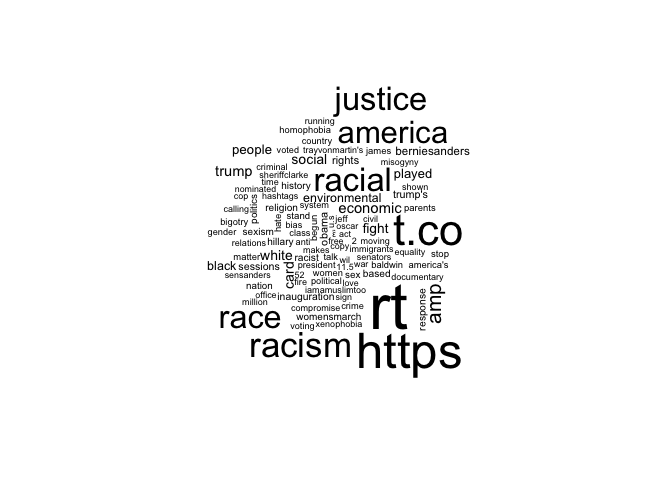 justice
running
homophobia
america
country
people voted trayvonmartin's james berniesanders
social rights misogyny
trump criminal
sheriffclarke racial played
time
nominated history shown
cop hashtags environmental trump's
politics
calling religion system economic parents
hate stand begun obama u.s jeff civil
bigotry bias oscar fight t.co
gender sexism class act
relations hillary anti free 2 moving
makes copy immigrants equality stop
matter white racist talk wil senators
black sessions president 11.5 war baldwin america's
sensanders card 52 women sex based documentary
nation fire political love
iamamuslimtoo rt response amp
office inauguration sign
million compromise crime
race womensmarch
voting xenophobia
racism https